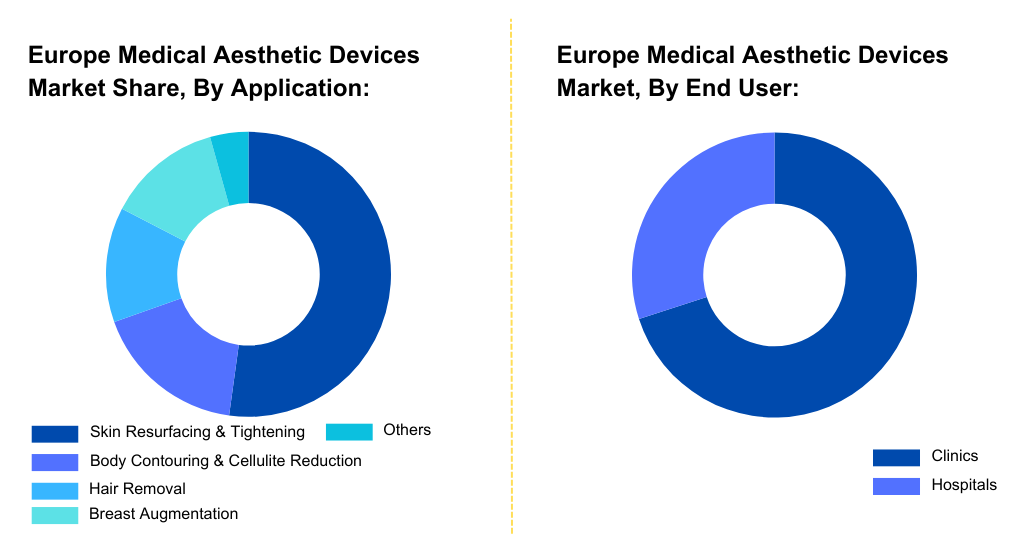 Europe Medical Aesthetic Devices
Market Share, By Application:
Skin Resurfacing & Tightening
Others
Body Contouring & Cellulite Reduction
Hair Removal
Breast Augmentation
Europe Medical Aesthetic Devices
Market, By End User:
Clinics
Hospitals